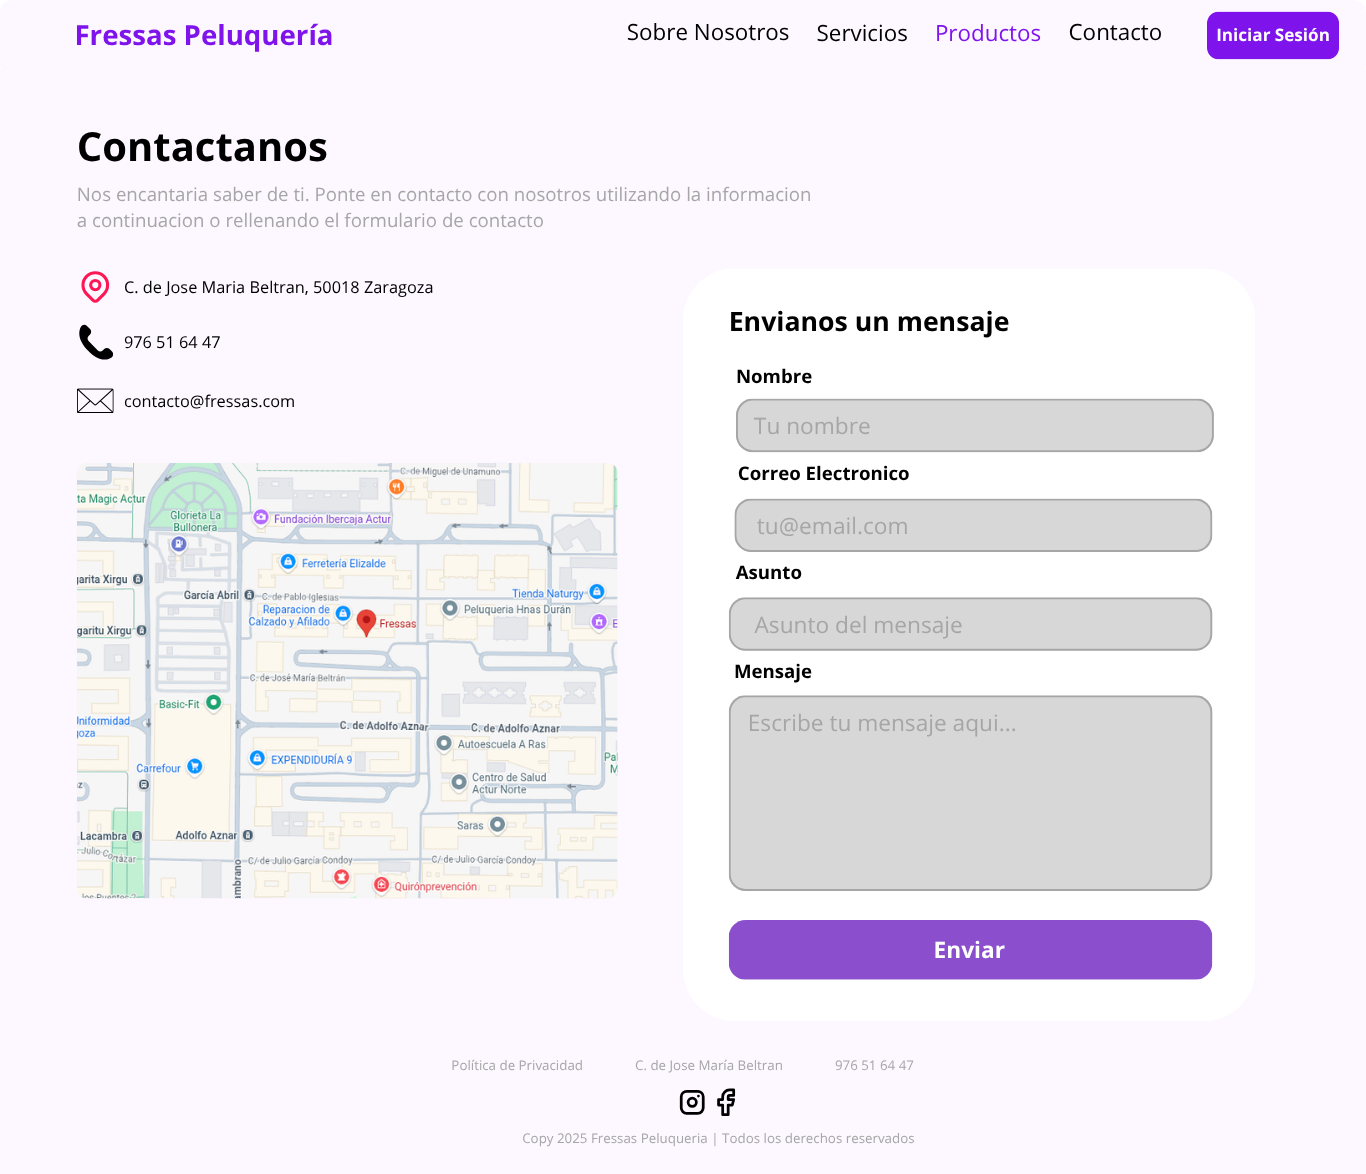 Fressas Peluquería
Sobre Nosotros
Servicios
Productos
Contacto
Iniciar Sesión
Contactanos
Nos encantaria saber de ti. Ponte en contacto con nosotros utilizando la informacion
a continuacion o rellenando el formulario de contacto
C. de Jose Maria Beltran, 50018 Zaragoza
976 51 64 47
contacto@fressas.com
C. de Miguel de Unamuno
ta Magic Actur
Glorieta La
Bullonera
Fundación Ibercaja Actur
Ferretería Elizalde
garita Xirgu
García Abril
C. de Pablo Iglesias
Tienda Naturgy
Reparacion de
Calzado y Afilado
Peluqueria Hnas Durán
Fressas
E
garitu Xirgu
C. de José María Beltrán
Basic-Fit
Uniformidad
goza
C. de Adolfo Aznar
C. de Adolfo Aznar
Autoescuela A Ras
EXPENDIDURÍA 9
Carrefour
Centro de Salud
Actur Norte
Saras
Lacambra
Adolfo Aznar
Julio Cortázar
C/ de Julio García Condoy
C/ de Julio García Condoy
Quirónprevención
Envianos un mensaje
Nombre
Tu nombre
Correo Electronico
tu@email.com
Asunto
Asunto del mensaje
Mensaje
Escribe tu mensaje aqui...
Enviar
Política de Privacidad
C. de Jose María Beltran
976 51 64 47
Copy 2025 Fressas Peluqueria | Todos los derechos reservados